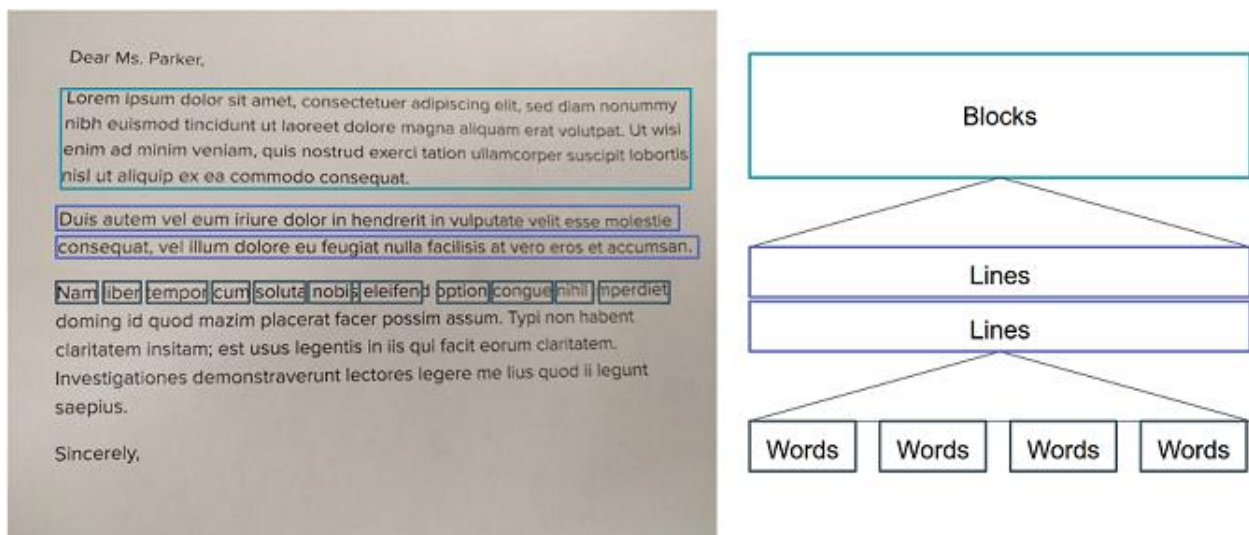 Dear Ms. Parker,
Lorem ipsum dolor sit amet, consectetuer adipiscing elit, sed diam nonummy
nibh euismod tincidunt ut laoreet dolore magna aliquam erat volutpat. Ut wisi
enim ad minim veniam, quis nostrud exerci tation ullamcorper suscipit lobortis
nisl ut aliquip ex ea commodo consequat.
Duis autem vel eum iriure dolor in hendrerit in vulputate velit esse molestie
consequat, vel illum dolore eu feugiat nulla facilisis at vero eros et accumsan.
Nam liber tempor cum soluta nobis eleifend option congue nihil imperdiet
doming id quod mazim placerat facer possim assum. Typi non habent
claritatem insitam; est usus legentis in iis qui facit eorum claritatem.
Investigationes demonstraverunt lectores legere me lius quod ii legunt
saepius.
Sincerely,
Blocks
Lines
Lines
Words Words Words Words